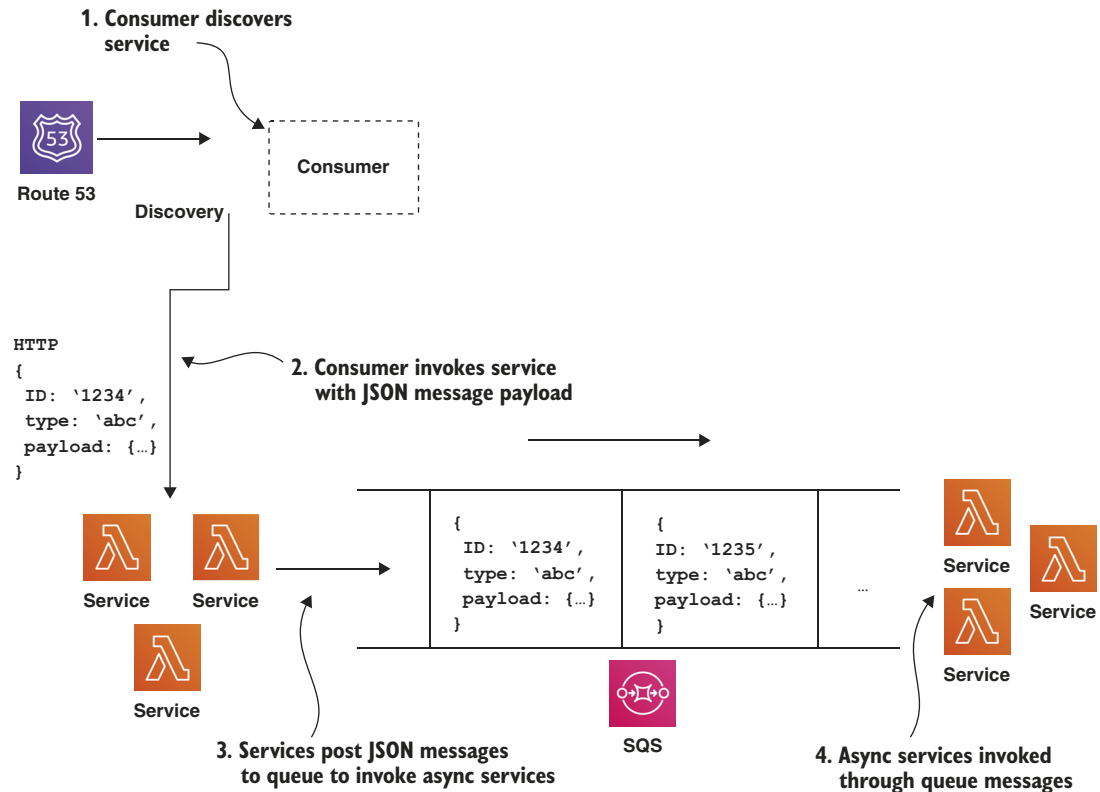 1. Consumer discovers
service
53
Route 53
Consumer
Discovery
HTTP
{
ID: ‘1234’,
type: ‘abc’,
payload: {…}
}
2. Consumer invokes service
with JSON message payload
Service
Service
Service
{
ID: ‘1234’,
type: ‘abc’,
payload: {…}
}
{
ID: ‘1235’,
type: ‘abc’,
payload: {…}
}
…
SQS
Service
Service
Service
3. Services post JSON messages
to queue to invoke async services
4. Async services invoked
through queue messages